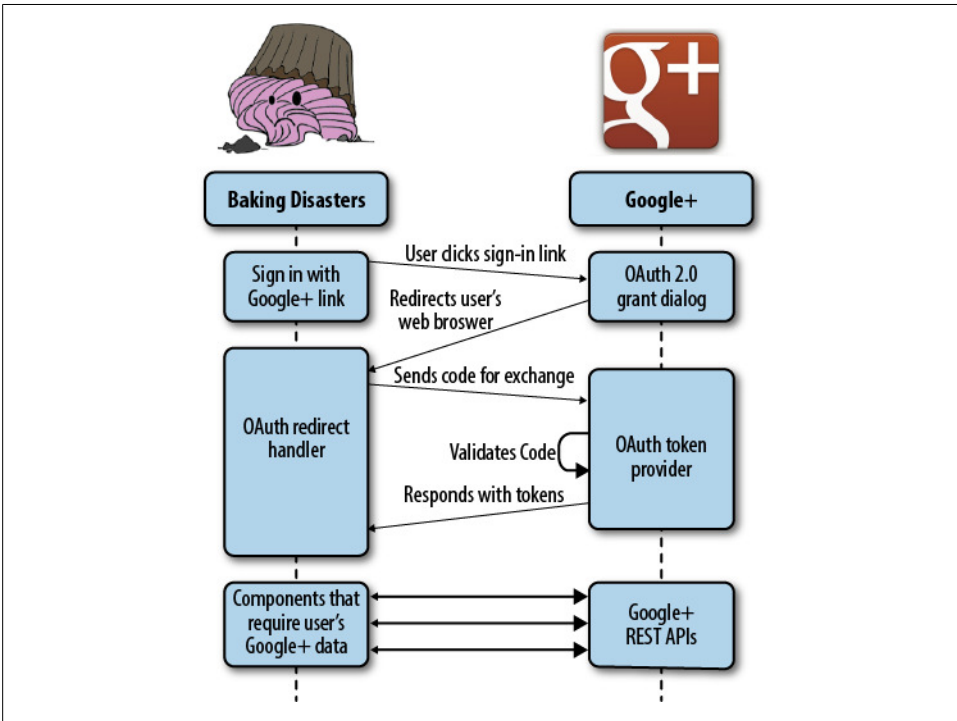 g+
Baking Disasters
Google+
User clicks sign-in link
Sign in with
Google+ link
OAuth 2.0
grant dialog
Redirects user's
web broswer
Sends code for exchange
OAuth redirect
handler
Validates Code
OAuth token
provider
Responds with tokens
Components that
require user's
Google+ data
Google+
REST APIs